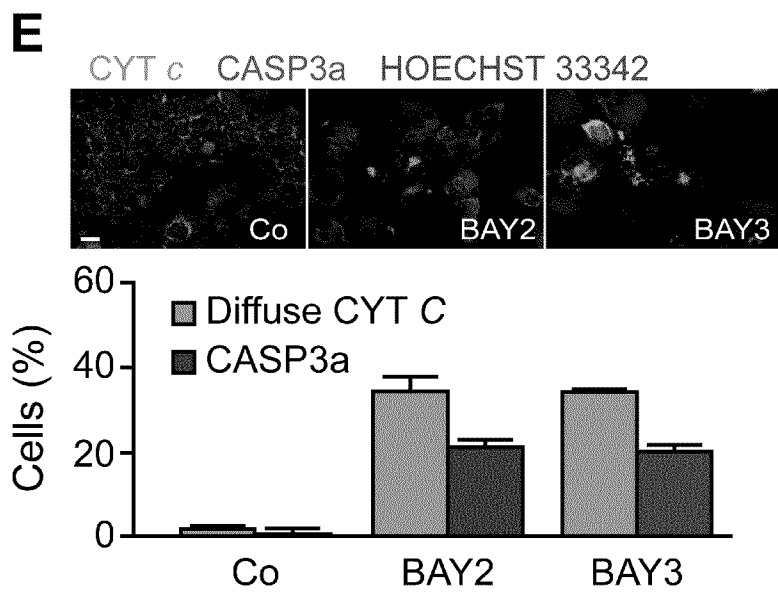 E
CYT c CASP3a HOECHST 33342
Co BAY2 BAY3
60
Diffuse CYT C
40
CASP3a
20
0
Cells (%)
Co BAY2 BAY3